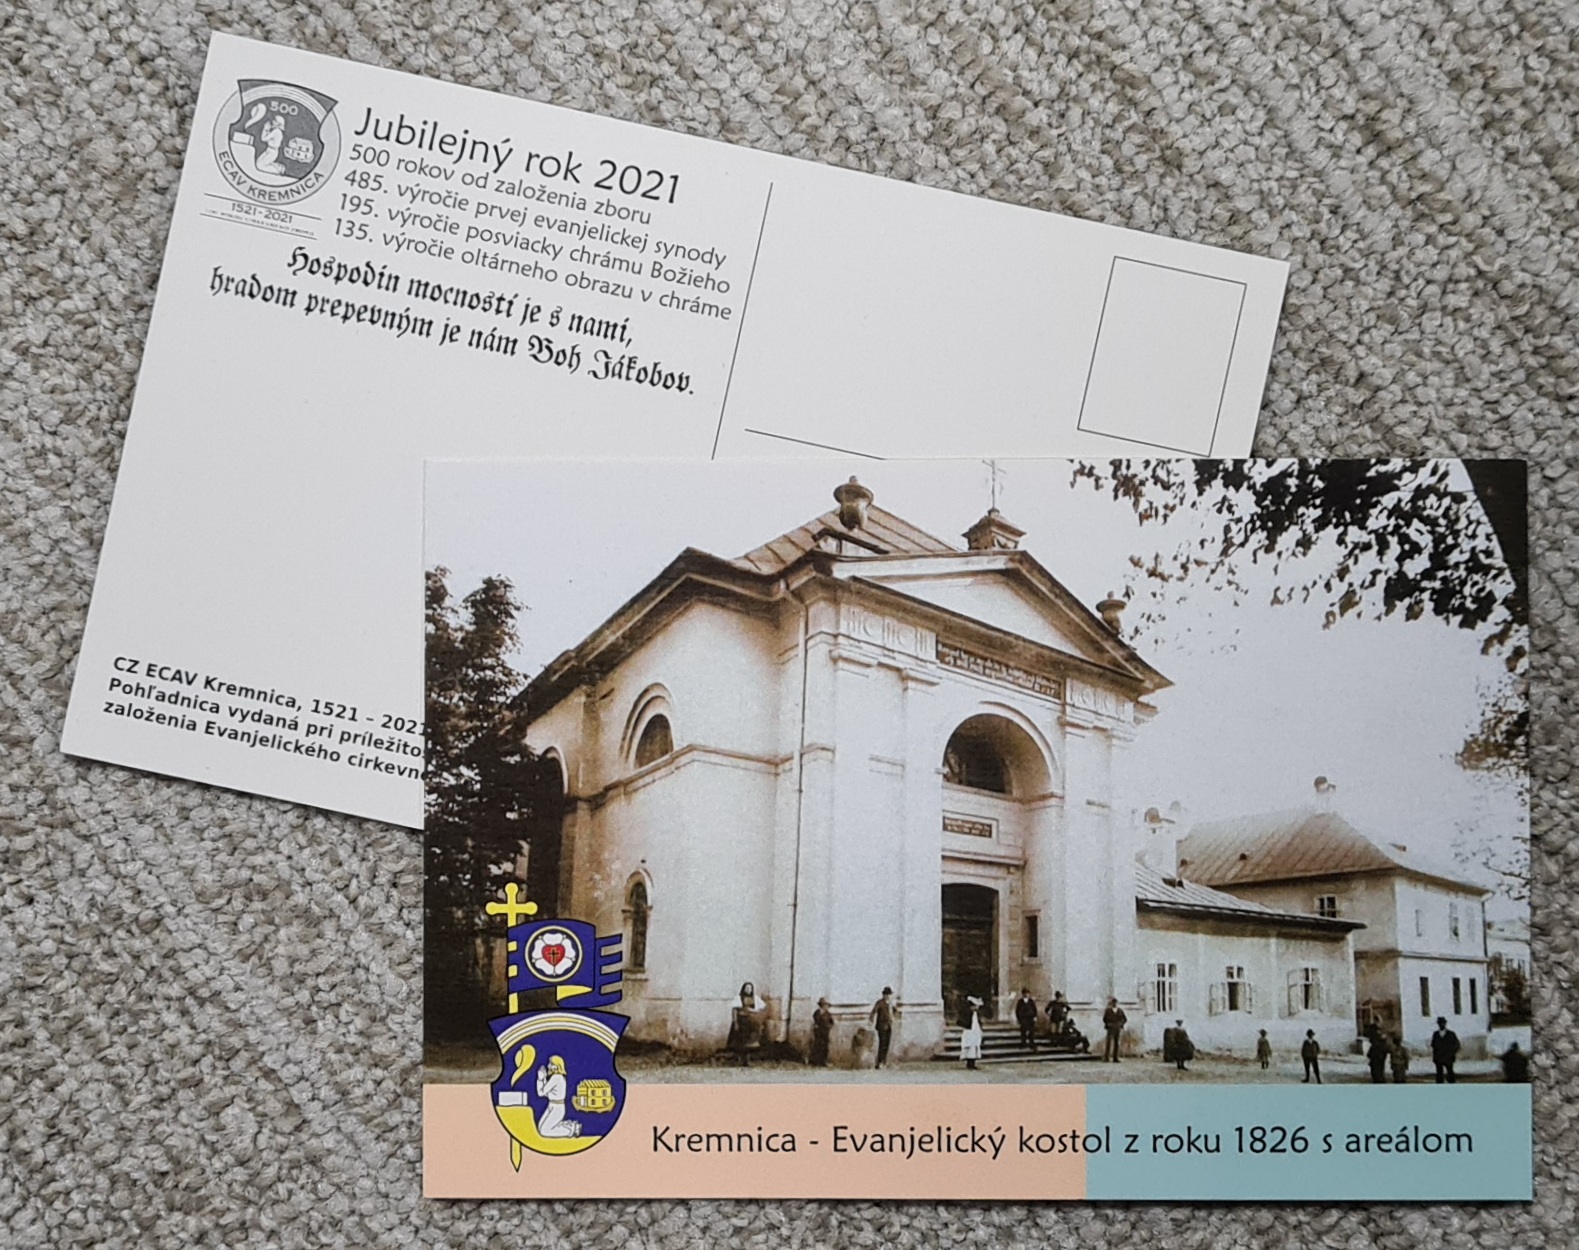 500
ECAV KREMNICA
1521-2021
Jubilejný rok 2021
500 rokov od založenia zboru
485. výročie prvej evanjelickej synody
195. výročie posviacky chrámu Božieho
135. výročie oltárneho obrazu v chráme
Hospodin mocností je s nami,
hradom prepevným je nám Boh Jákobov.
CZ ECAV Kremnica, 1521 – 2021
Pohľadnica vydaná pri
založenia Evanjelického
Kremnica - Evanjelický kostol z roku 1826 s areálom